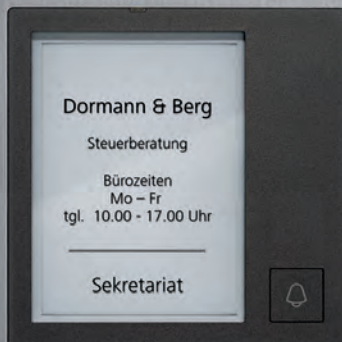 Dormann & Berg
Steuerberatung
Bürozeiten
Mo – Fr
tgl. 10.00 - 17.00 Uhr
Sekretariat